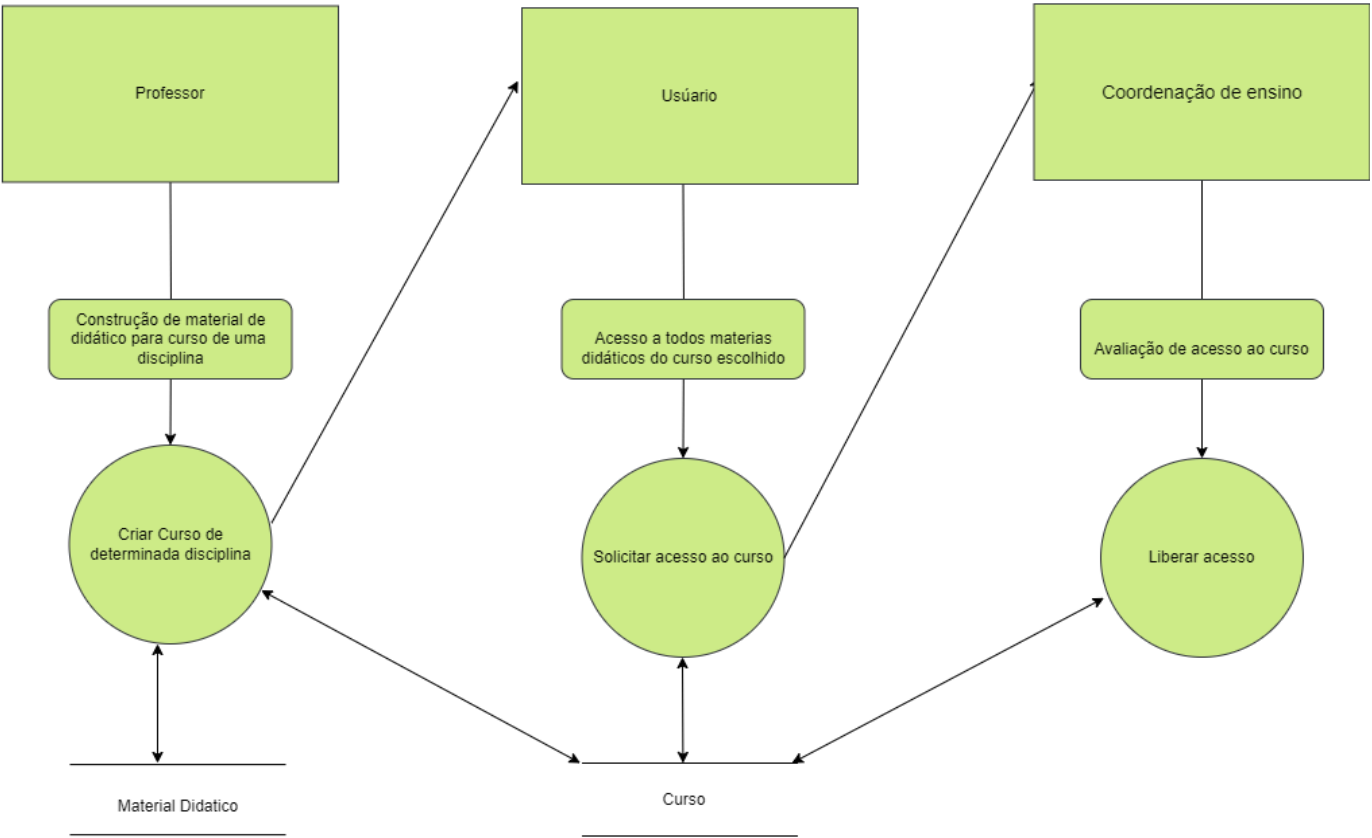 Professor
Usúario
Coordenação de ensino
Construção de material de
didático para curso de uma
disciplina
Acesso a todos materias
didáticos do curso escolhido
Avaliação de acesso ao curso
Criar Curso de
determinada disciplina
Solicitar acesso ao curso
Liberar acesso
Material Didatico
Curso